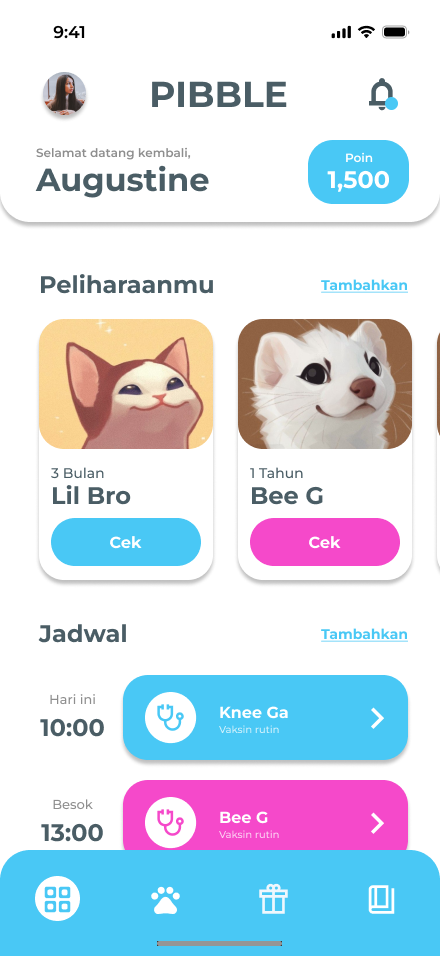 9:41
PIBBLE
Selamat datang kembali,
Augustine
Poin
1,500
Peliharaanmu
Tambahkan
3 Bulan
Lil Bro
Cek
1 Tahun
Bee G
Cek
Jadwal
Tambahkan
Hari ini
10:00
Knee Ga
Vaksin rutin
Besok
13:00
Bee G
Vaksin rutin